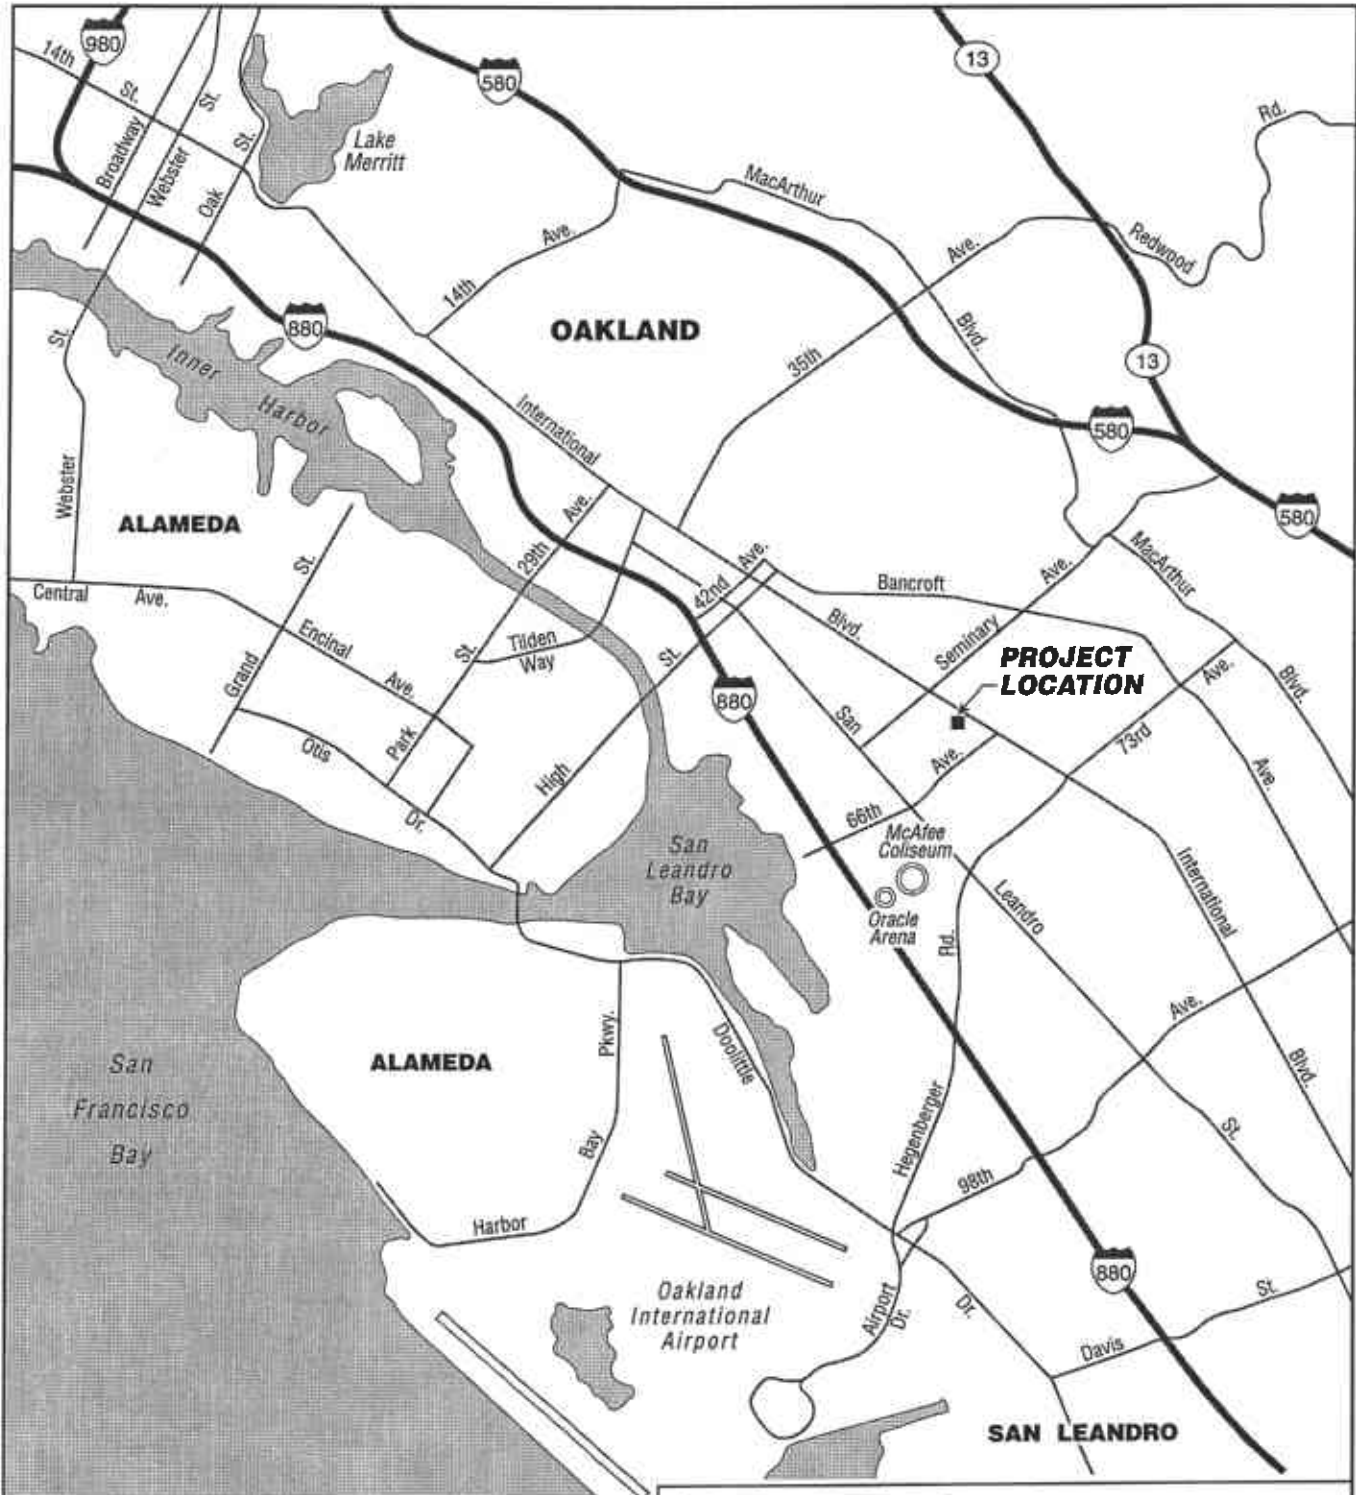 980
14th
St.
Broadway
St.
Webster
St.
Oak
St.
Lake
Merritt
580
13
Rd.
MacArthur
Blvd.
Ave.
14th
OAKLAND
Ave.
35th
Redwood
13
880
Inner
Harbor
St.
Webster
International
580
580
ALAMEDA
St.
Grand
Ave.
29th
Central
Ave.
Encinal
Ave.
St.
Park
Tilden
Way
42nd
Ave.
Bancroft
Ave.
Blvd.
Seminary
Ave.
MacArthur
Blvd.
PROJECT
LOCATION
880
St.
High
Otis
Dr.
San
Leandro
St.
73rd
Ave.
66th
Ave.
McAfee
Coliseum
Oracle
Arena
San
Leandro
Bay
International
Blvd.
Rd.
Hegenberger
98th
Ave.
San
Francisco
Bay
ALAMEDA
Pkwy.
Bay
Harbor
Doolittle
Dr.
Oakland
International
Airport
Airport
Dr.
880
Davis
St.
SAN LEANDRO